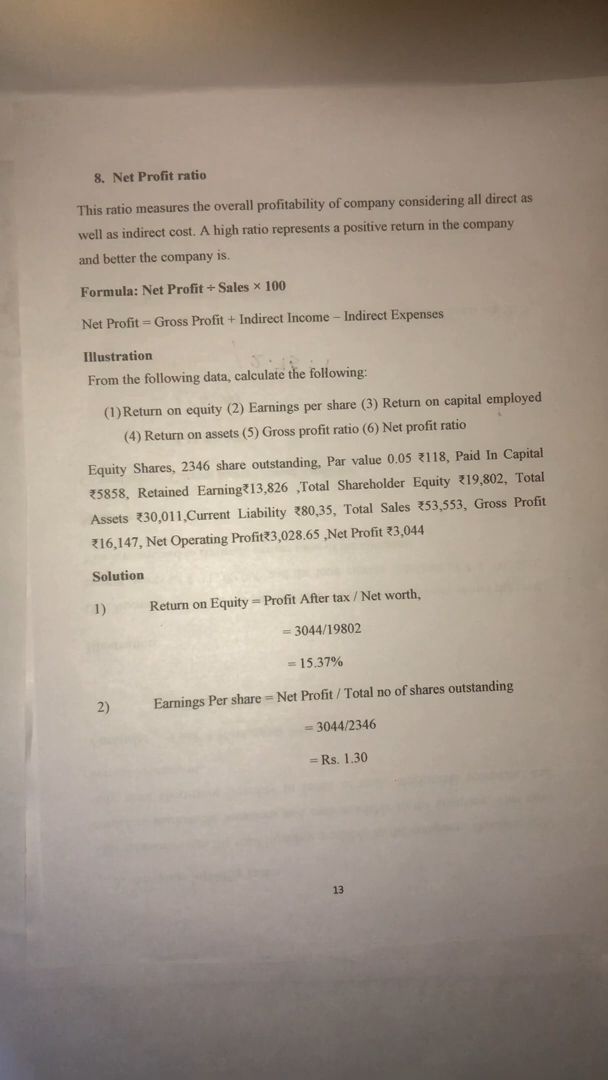 8. Net Profit ratio
This ratio measures the overall profitability of company considering all direct as
well as indirect cost. A high ratio represents a positive return in the company
and better the company is.
Formula: Net Profit ÷ Sales × 100
Net Profit = Gross Profit + Indirect Income – Indirect Expenses
Illustration
From the following data, calculate the following:
(1) Return on equity (2) Earnings per share (3) Return on capital employed
(4) Return on assets (5) Gross profit ratio (6) Net profit ratio
Equity Shares, 2346 share outstanding, Par value 0.05 ₹118, Paid In Capital
₹5858, Retained Earning₹13,826 ,Total Shareholder Equity ₹19,802, Total
Assets ₹30,011,Current Liability ₹80,35, Total Sales ₹53,553, Gross Profit
₹16,147, Net Operating Profit₹3,028.65 ,Net Profit ₹3,044
Solution
1) Return on Equity = Profit After tax / Net worth,
= 3044/19802
= 15.37%
2) Earnings Per share = Net Profit / Total no of shares outstanding
= 3044/2346
= Rs. 1.30
13